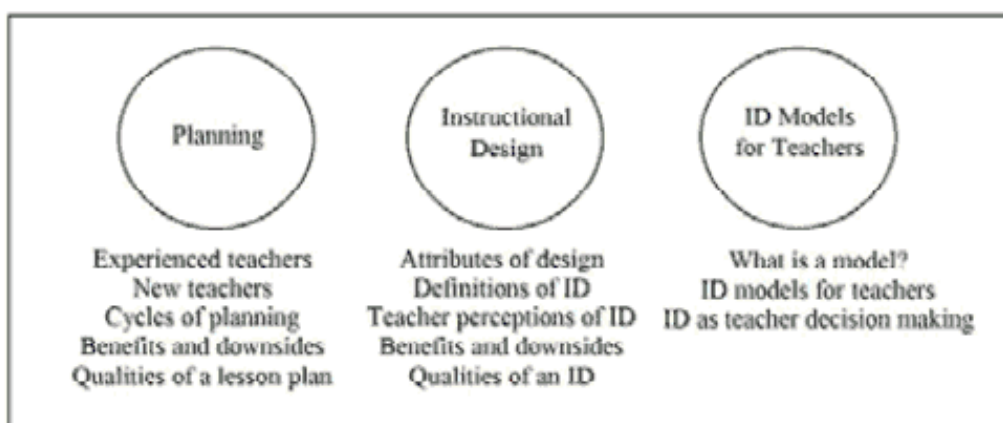 Planning
Instructional
Design
ID Models
for Teachers
Experienced teachers
New teachers
Cycles of planning
Benefits and downsides
Qualities of a lesson plan
Attributes of design
Definitions of ID
Teacher perceptions of ID
Benefits and downsides
Qualities of an ID
What is a model?
ID models for teachers
ID as teacher decision making